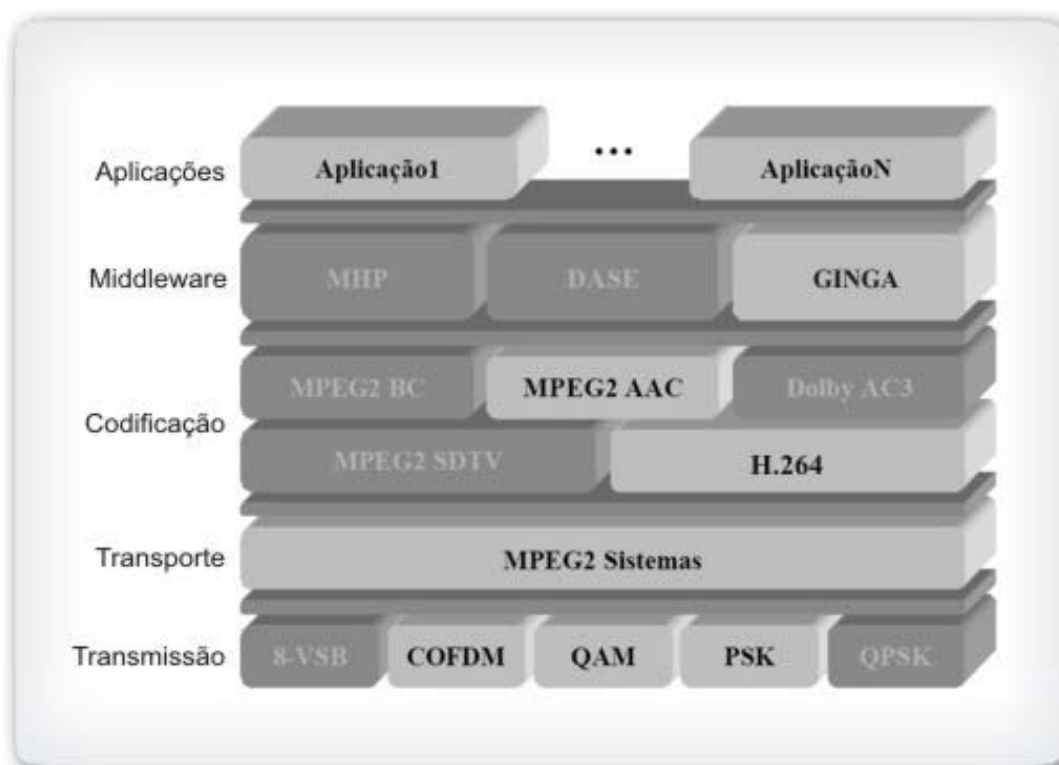 Aplicações
Aplicação1
...
AplicaçãoN
Middleware
MHP
DASE
GINGA
Codificação
MPEG2 BC
MPEG2 AAC
Dolby AC3
MPEG2 SDTV
H.264
Transporte
MPEG2 Sistemas
Transmissão
8-VSB
COFDM
QAM
PSK
QPSK